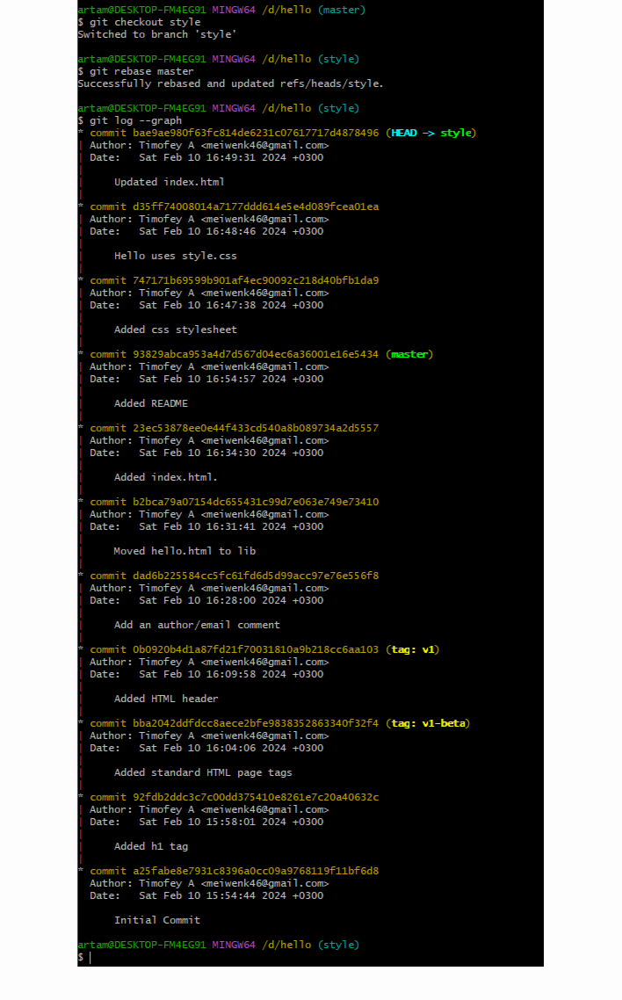 artam@DESKTOP-FM4EG91 MINGW64 /d/hello (master)
$ git checkout style
Switched to branch 'style'
artam@DESKTOP-FM4EG91 MINGW64 /d/hello (style)
$ git rebase master
Successfully rebased and updated refs/heads/style.
artam@DESKTOP-FM4EG91 MINGW64 /d/hello (style)
$ git log --graph
* commit bae9ae980f63fc814de6231c07617717d4878496 (HEAD -> style)
| Author: Timofey A <meiwenk46@gmail.com>
| Date:   Sat Feb 10 16:49:31 2024 +0300
|
|     Updated index.html
|
* commit d35ff74008014a7177ddd614e5e4d089fcea01ea
| Author: Timofey A <meiwenk46@gmail.com>
| Date:   Sat Feb 10 16:48:46 2024 +0300
|
|     Hello uses style.css
|
* commit 747171b69599b901af4ec90092c218d40bfb1da9
| Author: Timofey A <meiwenk46@gmail.com>
| Date:   Sat Feb 10 16:47:38 2024 +0300
|
|     Added css stylesheet
|
* commit 93829abca953a4d7d567d04ec6a36001e16e5434 (master)
| Author: Timofey A <meiwenk46@gmail.com>
| Date:   Sat Feb 10 16:54:57 2024 +0300
|
|     Added README
|
* commit 23ec53878ee0e44f433cd540a8b089734a2d5557
| Author: Timofey A <meiwenk46@gmail.com>
| Date:   Sat Feb 10 16:34:30 2024 +0300
|
|     Added index.html.
|
* commit b2bca79a07154dc655431c99d7e063e749e73410
| Author: Timofey A <meiwenk46@gmail.com>
| Date:   Sat Feb 10 16:31:41 2024 +0300
|
|     Moved hello.html to lib
|
* commit dad6b225584cc5fc61fd6d5d99acc97e76e556f8
| Author: Timofey A <meiwenk46@gmail.com>
| Date:   Sat Feb 10 16:28:00 2024 +0300
|
|     Add an author/email comment
|
* commit 0b0920b4d1a87fd21f70031810a9b218cc6aa103 (tag: v1)
| Author: Timofey A <meiwenk46@gmail.com>
| Date:   Sat Feb 10 16:09:58 2024 +0300
|
|     Added HTML header
|
* commit bba2042ddfdcc8aece2bfe9838352863340f32f4 (tag: v1-beta)
| Author: Timofey A <meiwenk46@gmail.com>
| Date:   Sat Feb 10 16:04:06 2024 +0300
|
|     Added standard HTML page tags
|
* commit 92fdb2ddc3c7c00dd375410e8261e7c20a40632c
| Author: Timofey A <meiwenk46@gmail.com>
| Date:   Sat Feb 10 15:58:01 2024 +0300
|
|     Added h1 tag
|
* commit a25fabe8e7931c8396a0cc09a9768119f11bf6d8
  Author: Timofey A <meiwenk46@gmail.com>
  Date:   Sat Feb 10 15:54:44 2024 +0300
      Initial Commit
artam@DESKTOP-FM4EG91 MINGW64 /d/hello (style)
$